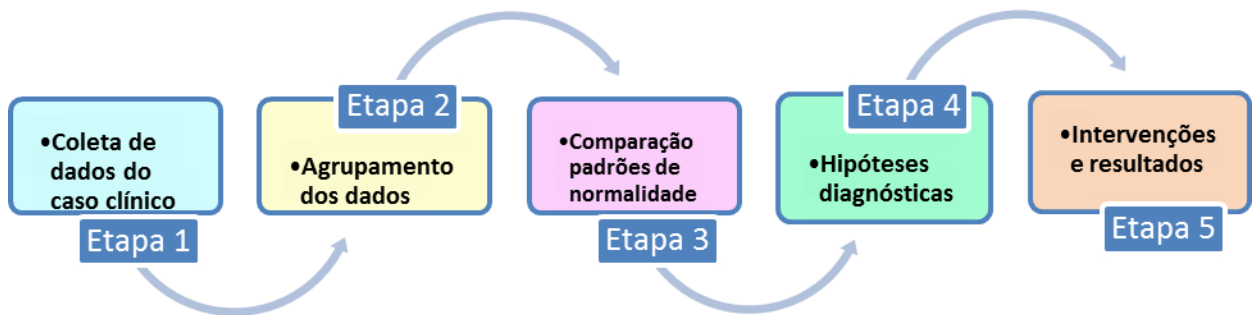 •Coleta de
dados do
caso clínico
Etapa 1
Etapa 2
•Agrupamento
dos dados
•Comparação
padrões de
normalidade
Etapa 3
Etapa 4
•Hipóteses
diagnósticas
•Intervenções
e resultados
Etapa 5